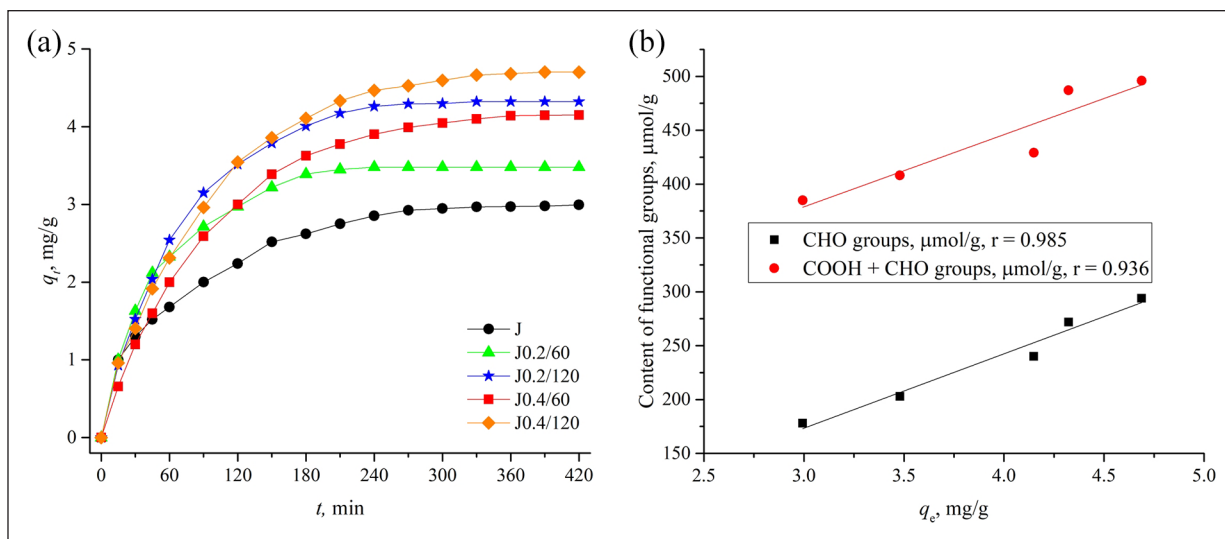 (a)
5
4
3
2
1
0
q_t, mg/g
0 60 120 180 240 300 360 420
t, min
J
J0.2/60
J0.2/120
J0.4/60
J0.4/120
(b)
500
450
400
350
300
250
200
150
Content of functional groups, μmol/g
CHO groups, μmol/g, r = 0.985
COOH + CHO groups, μmol/g, r = 0.936
2.5 3.0 3.5 4.0 4.5 5.0
q_e, mg/g